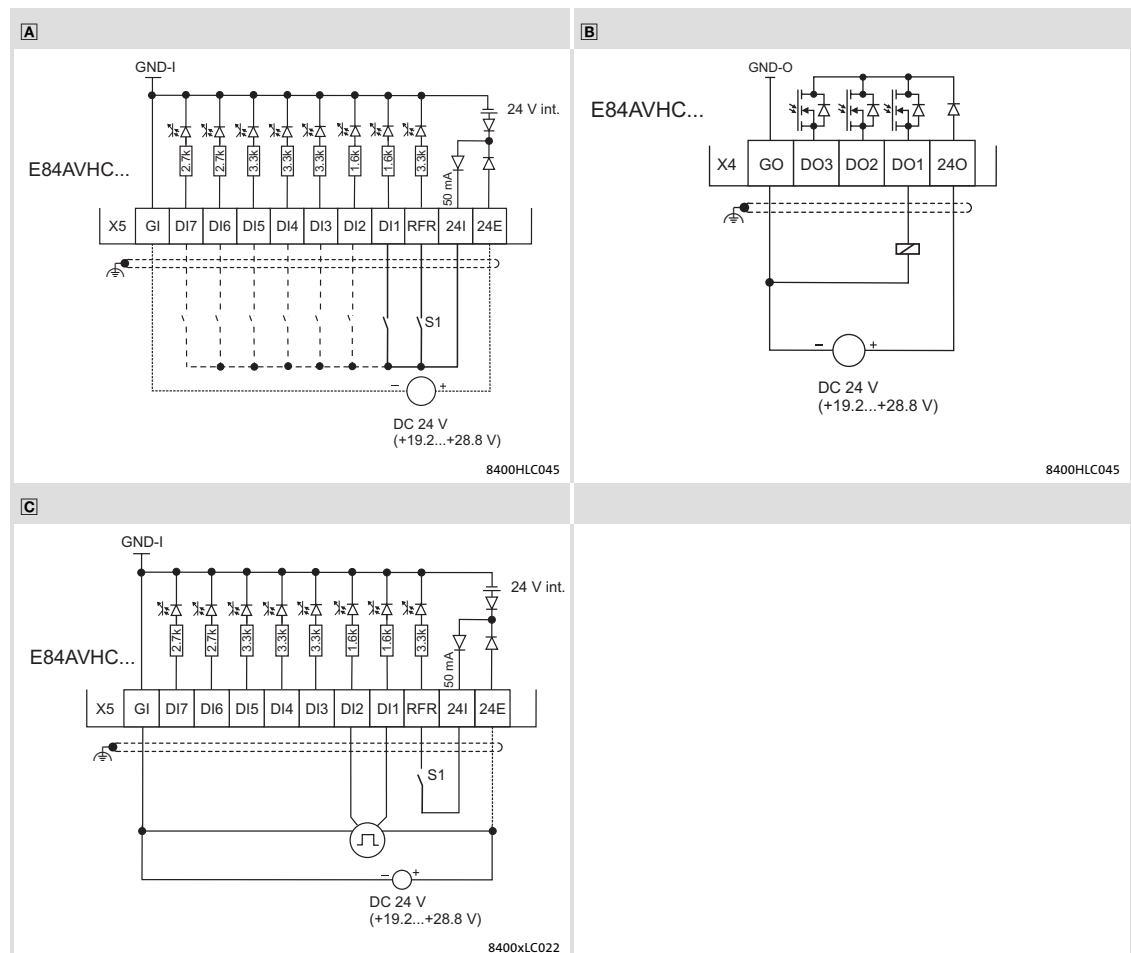 A
GND-I
24 V int.
2.7k 2.7k 3.3k 3.3k 3.3k 1.6k 1.6k 3.3k
50 mA
E84AVHC...
X5 GI DI7 DI6 DI5 DI4 DI3 DI2 DI1 RFR 24I 24E
S1
– +
DC 24 V
(+19.2...+28.8 V)
8400HLC045
B
GND-O
E84AVHC...
X4 GO DO3 DO2 DO1 24O
– +
DC 24 V
(+19.2...+28.8 V)
8400HLC045
C
GND-I
24 V int.
2.7k 2.7k 3.3k 3.3k 3.3k 1.6k 1.6k 3.3k
50 mA
E84AVHC...
X5 GI DI7 DI6 DI5 DI4 DI3 DI2 DI1 RFR 24I 24E
S1
– +
DC 24 V
(+19.2...+28.8 V)
8400xLC022